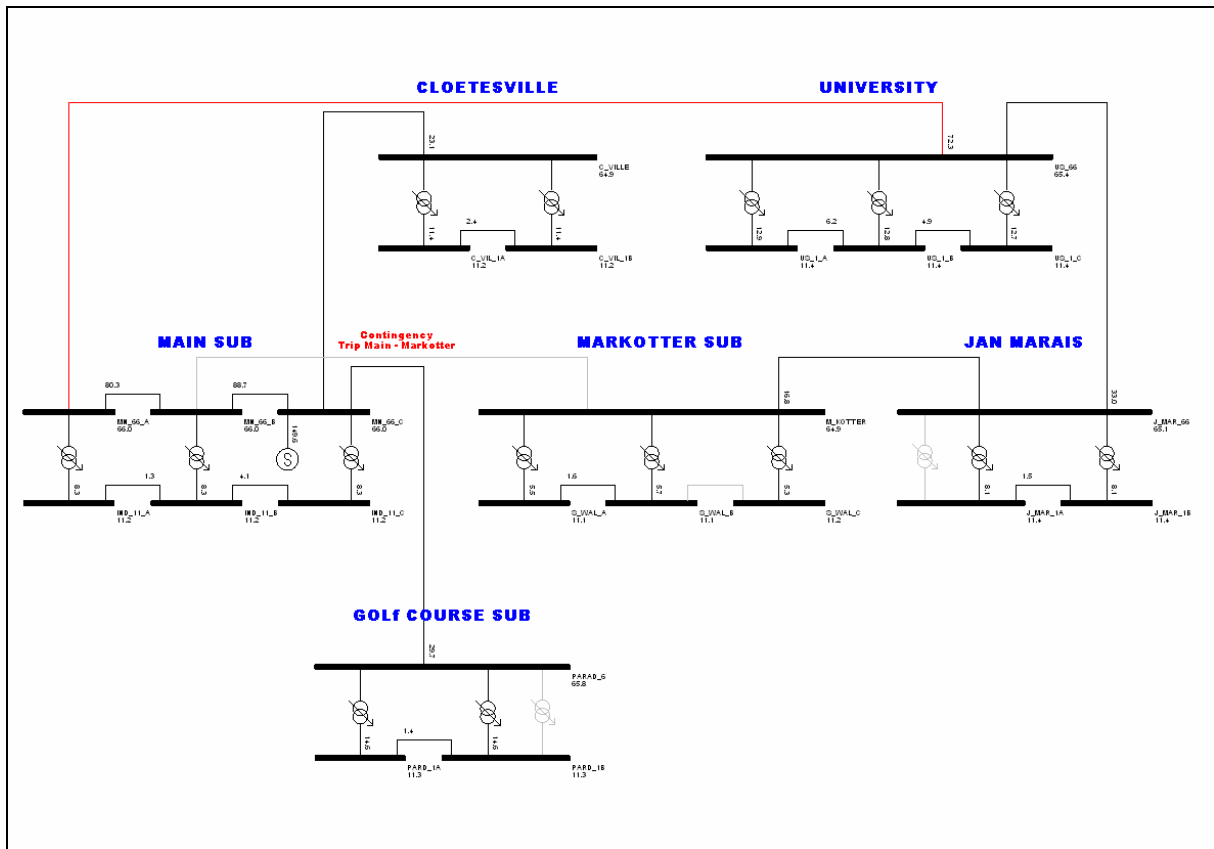 CLOETESVILLE
UNIVERSITY
23.1
72.3
C_VILLE
64.9
UO_66
65.4
2.4
6.2
4.9
11.4
11.4
12.9
12.8
12.7
C_VIL_1A
11.2
C_VIL_1B
11.2
UO_1_A
11.4
UO_1_B
11.4
UO_1_C
11.4
Contingency
Trip Main - Markotter
MAIN SUB
MARKOTTER SUB
JAN MARAIS
80.3
88.7
16.8
33.0
MN_66_A
66.0
MN_66_B
66.0
149.6
MN_66_C
66.0
M_KOTTER
64.9
J_MAR_66
65.1
S
1.3
4.1
1.6
1.5
8.3
8.3
8.3
5.5
5.7
5.3
8.1
8.1
IND_11_A
11.2
IND_11_B
11.2
IND_11_C
11.2
11.1
11.1
11.2
J_MAR_1A
11.4
J_MAR_1B
11.4
GOLf COURSE SUB
29.7
PARAD_6
65.8
1.4
14.6
14.6
PARD_1A
11.3
PARD_1B
11.3